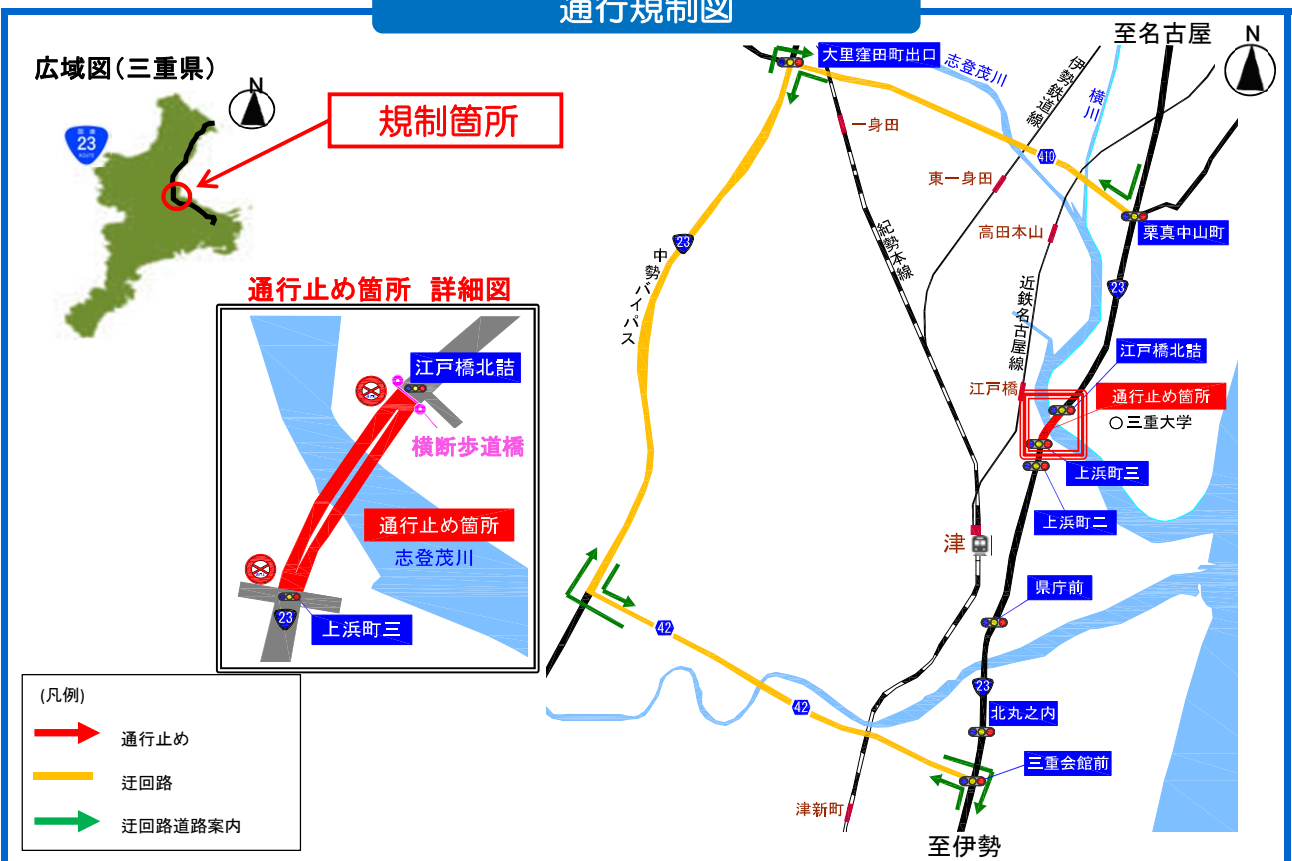 通行規制図
広域図(三重県)
N
国道
23
ROUTE
規制箇所
通行止め箇所 詳細図
江戸橋北詰
横断歩道橋
通行止め箇所
志登茂川
23
上浜町三
(凡例)
通行止め
迂回路
迂回路道路案内
至名古屋
N
大里窪田町出口
志登茂川
伊勢鉄道線
横川
一身田
410
東一身田
高田本山
栗真中山町
紀勢本線
23
中勢バイパス
近鉄名古屋線
23
江戸橋北詰
江戸橋
通行止め箇所
三重大学
上浜町三
上浜町二
津
県庁前
42
42
23
北丸之内
三重会館前
津新町
至伊勢